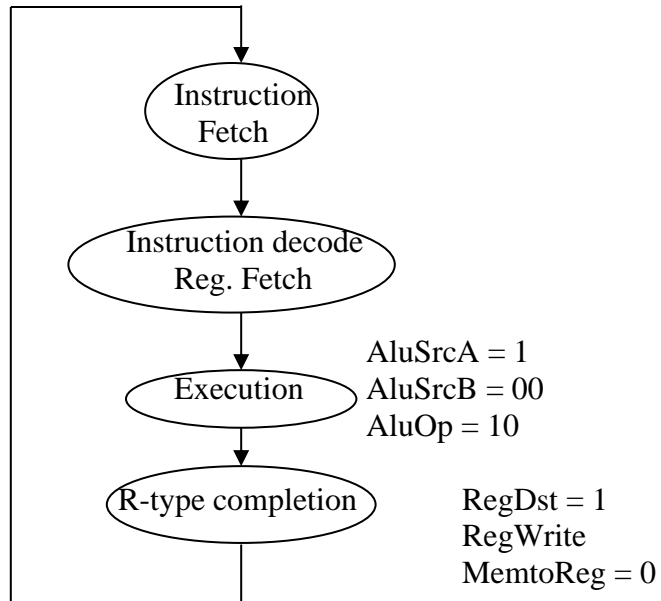 Instruction
Fetch
Instruction decode
Reg. Fetch
Execution
AluSrcA = 1
AluSrcB = 00
AluOp = 10
R-type completion
RegDst = 1
RegWrite
MemtoReg = 0